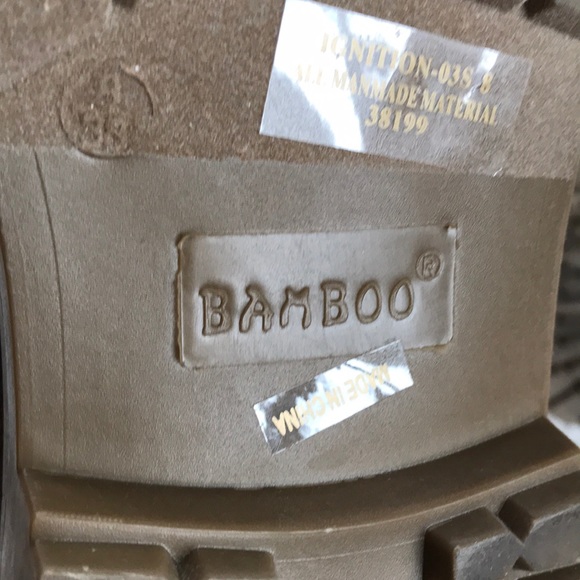 IGNITION-03S 8
ALL MANMADE MATERIAL
38199
BAMBOO®
MADE IN CHINA